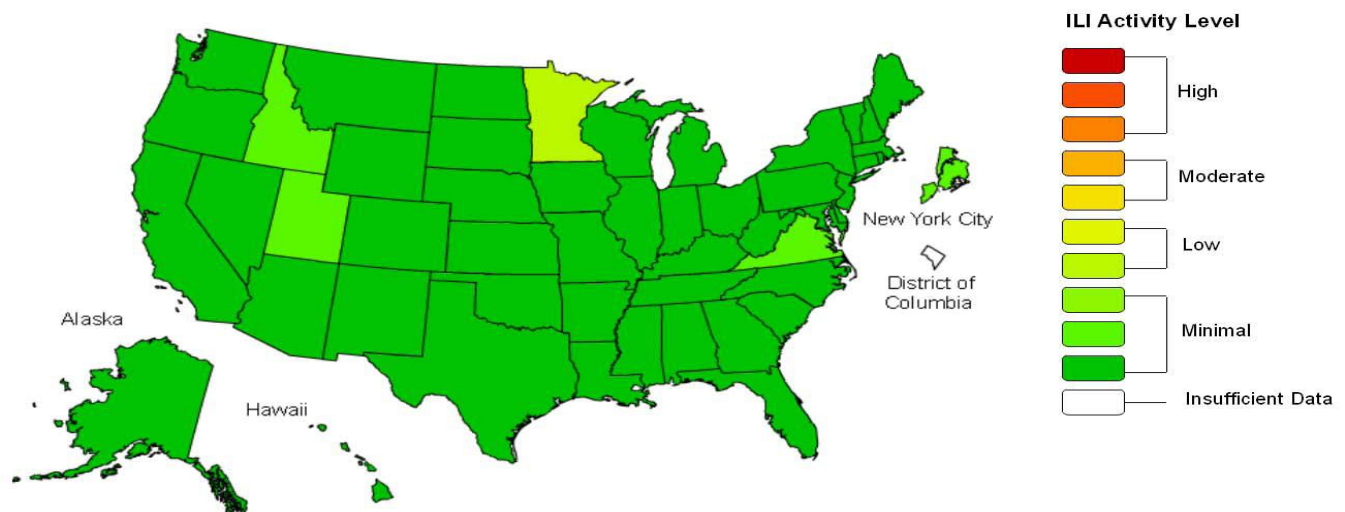 ILI Activity Level
High
Moderate
Low
Minimal
Insufficient Data
New York City
District of
Columbia
Alaska
Hawaii